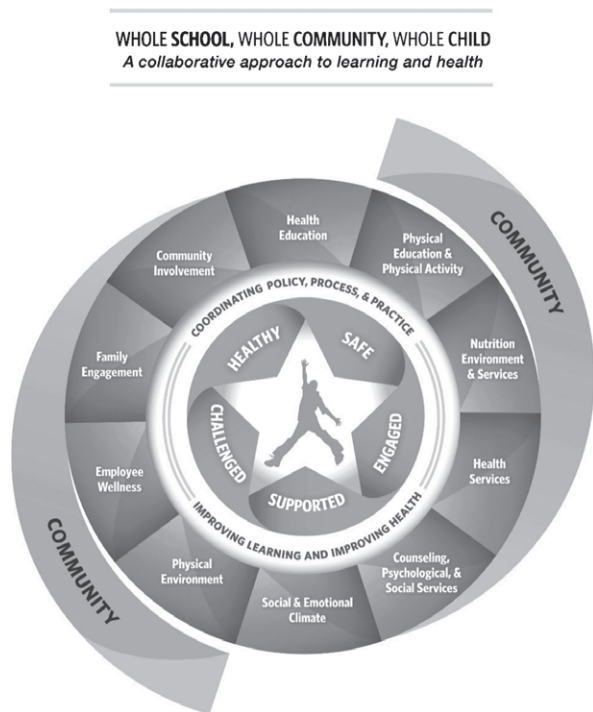 WHOLE SCHOOL, WHOLE COMMUNITY, WHOLE CHILD
A collaborative approach to learning and health
COMMUNITY
Health
Education
Physical
Education &
Physical Activity
Nutrition
Environment
& Services
Health
Services
Counseling,
Psychological, &
Social Services
Social & Emotional
Climate
Physical
Environment
Employee
Wellness
Family
Engagement
Community
Involvement
COORDINATING POLICY, PROCESS, & PRACTICE
IMPROVING LEARNING AND IMPROVING HEALTH
HEALTHY
SAFE
ENGAGED
SUPPORTED
CHALLENGED
COMMUNITY